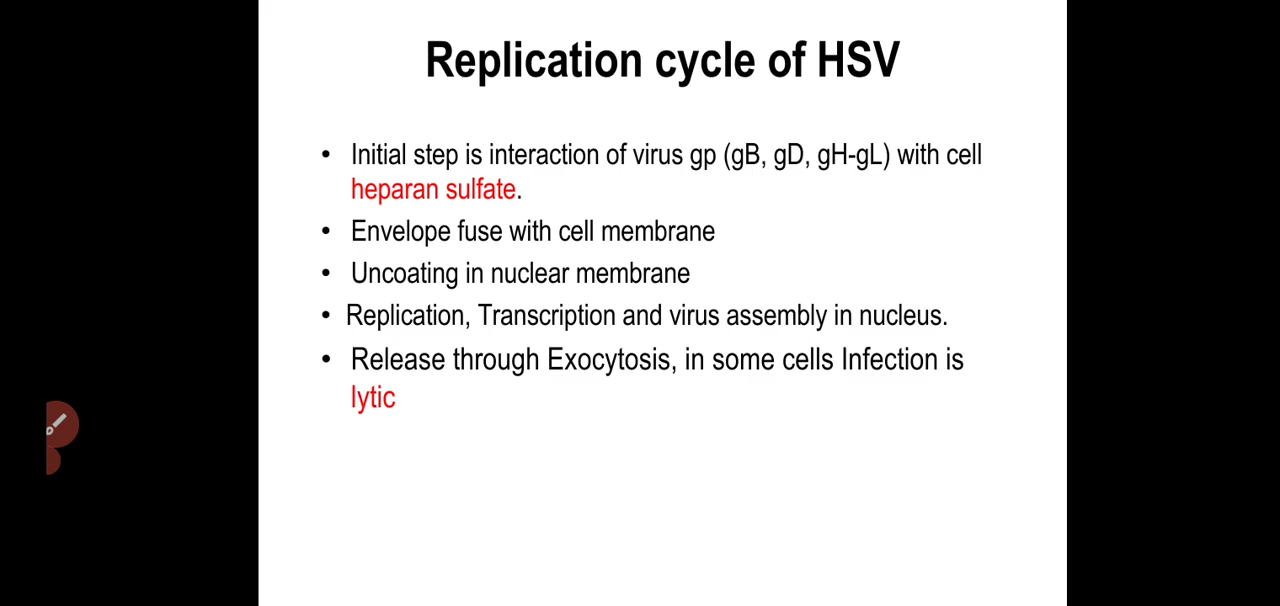 Replication cycle of HSV
• Initial step is interaction of virus gp (gB, gD, gH-gL) with cell
heparan sulfate.
• Envelope fuse with cell membrane
• Uncoating in nuclear membrane
• Replication, Transcription and virus assembly in nucleus.
• Release through Exocytosis, in some cells Infection is
lytic